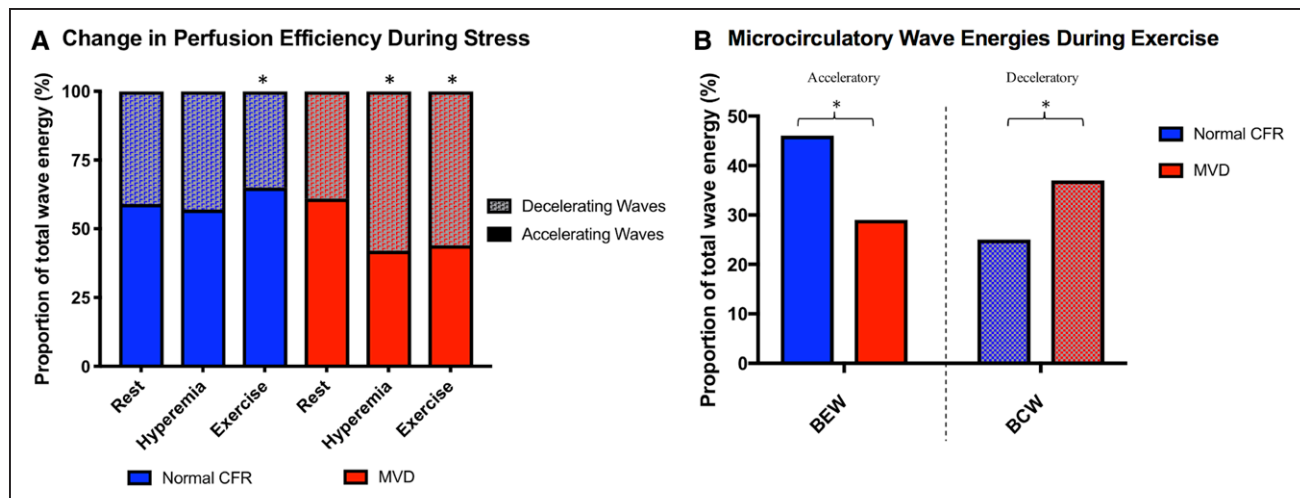 A Change in Perfusion Efficiency During Stress
Proportion of total wave energy (%)
100
75
50
25
0
* * *
Rest
Hyperemia
Exercise
Rest
Hyperemia
Exercise
Decelerating Waves
Accelerating Waves
Normal CFR
MVD
B Microcirculatory Wave Energies During Exercise
Proportion of total wave energy (%)
50
40
30
20
10
0
Acceleratory
*
Deceleratory
*
BEW
BCW
Normal CFR
MVD